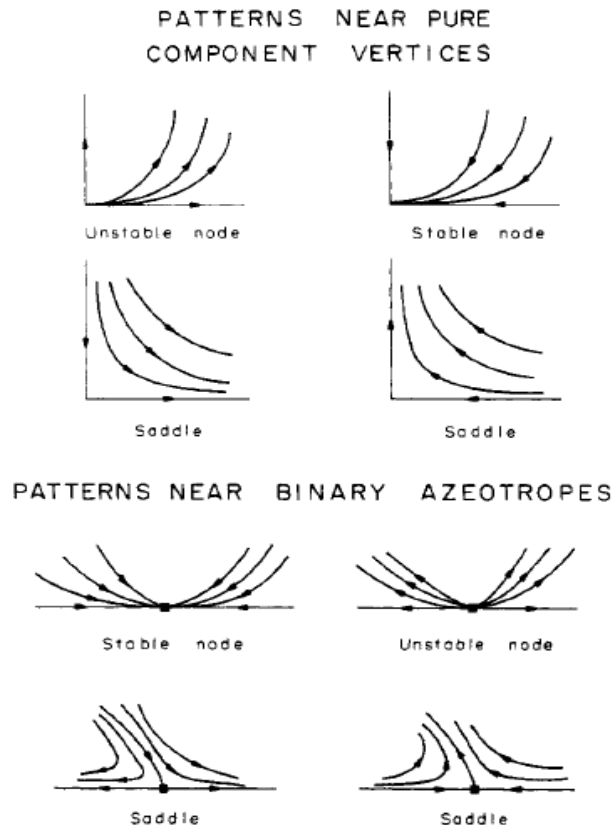 PATTERNS NEAR PURE
COMPONENT VERTICES
Unstable node
Stable node
Saddle
Saddle
PATTERNS NEAR BINARY AZEOTROPES
Stable node
Unstable node
Saddle
Saddle